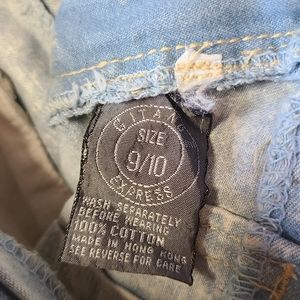 GITANO
SIZE
9/10
EXPRESS
WASH SEPARATELY
BEFORE WEARING
100% COTTON
MADE IN HONG KONG
SEE REVERSE FOR CARE